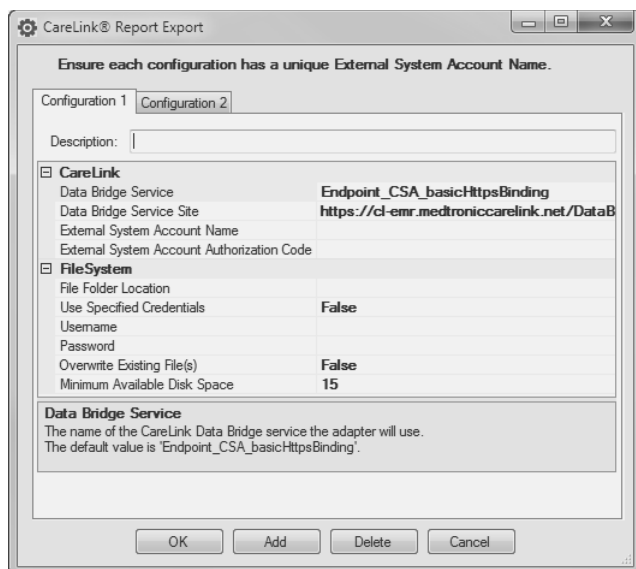 CareLink® Report Export
Ensure each configuration has a unique External System Account Name.
Configuration 1 Configuration 2
Description:
CareLink
Data Bridge Service Endpoint_CSA_basicHttpsBinding
Data Bridge Service Site https://cl-emr.medtroniccarelink.net/DataB
External System Account Name
External System Account Authorization Code
FileSystem
File Folder Location
Use Specified Credentials False
Username
Password
Overwrite Existing File(s) False
Minimum Available Disk Space 15
Data Bridge Service
The name of the CareLink Data Bridge service the adapter will use.
The default value is 'Endpoint_CSA_basicHttpsBinding'.
OK Add Delete Cancel